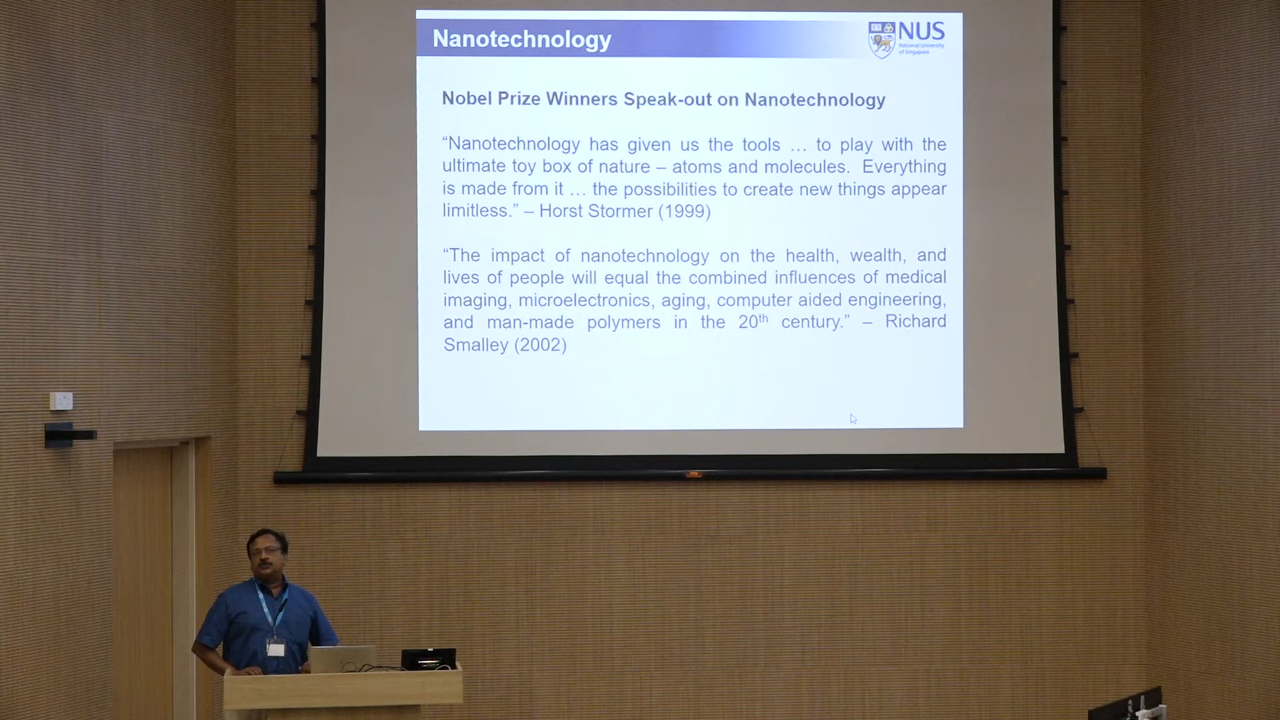 Nanotechnology
NUS
National University
of Singapore
Nobel Prize Winners Speak-out on Nanotechnology
“Nanotechnology has given us the tools … to play with the
ultimate toy box of nature – atoms and molecules. Everything
is made from it … the possibilities to create new things appear
limitless.” – Horst Stormer (1999)
“The impact of nanotechnology on the health, wealth, and
lives of people will equal the combined influences of medical
imaging, microelectronics, aging, computer aided engineering,
and man-made polymers in the 20th century.” – Richard
Smalley (2002)